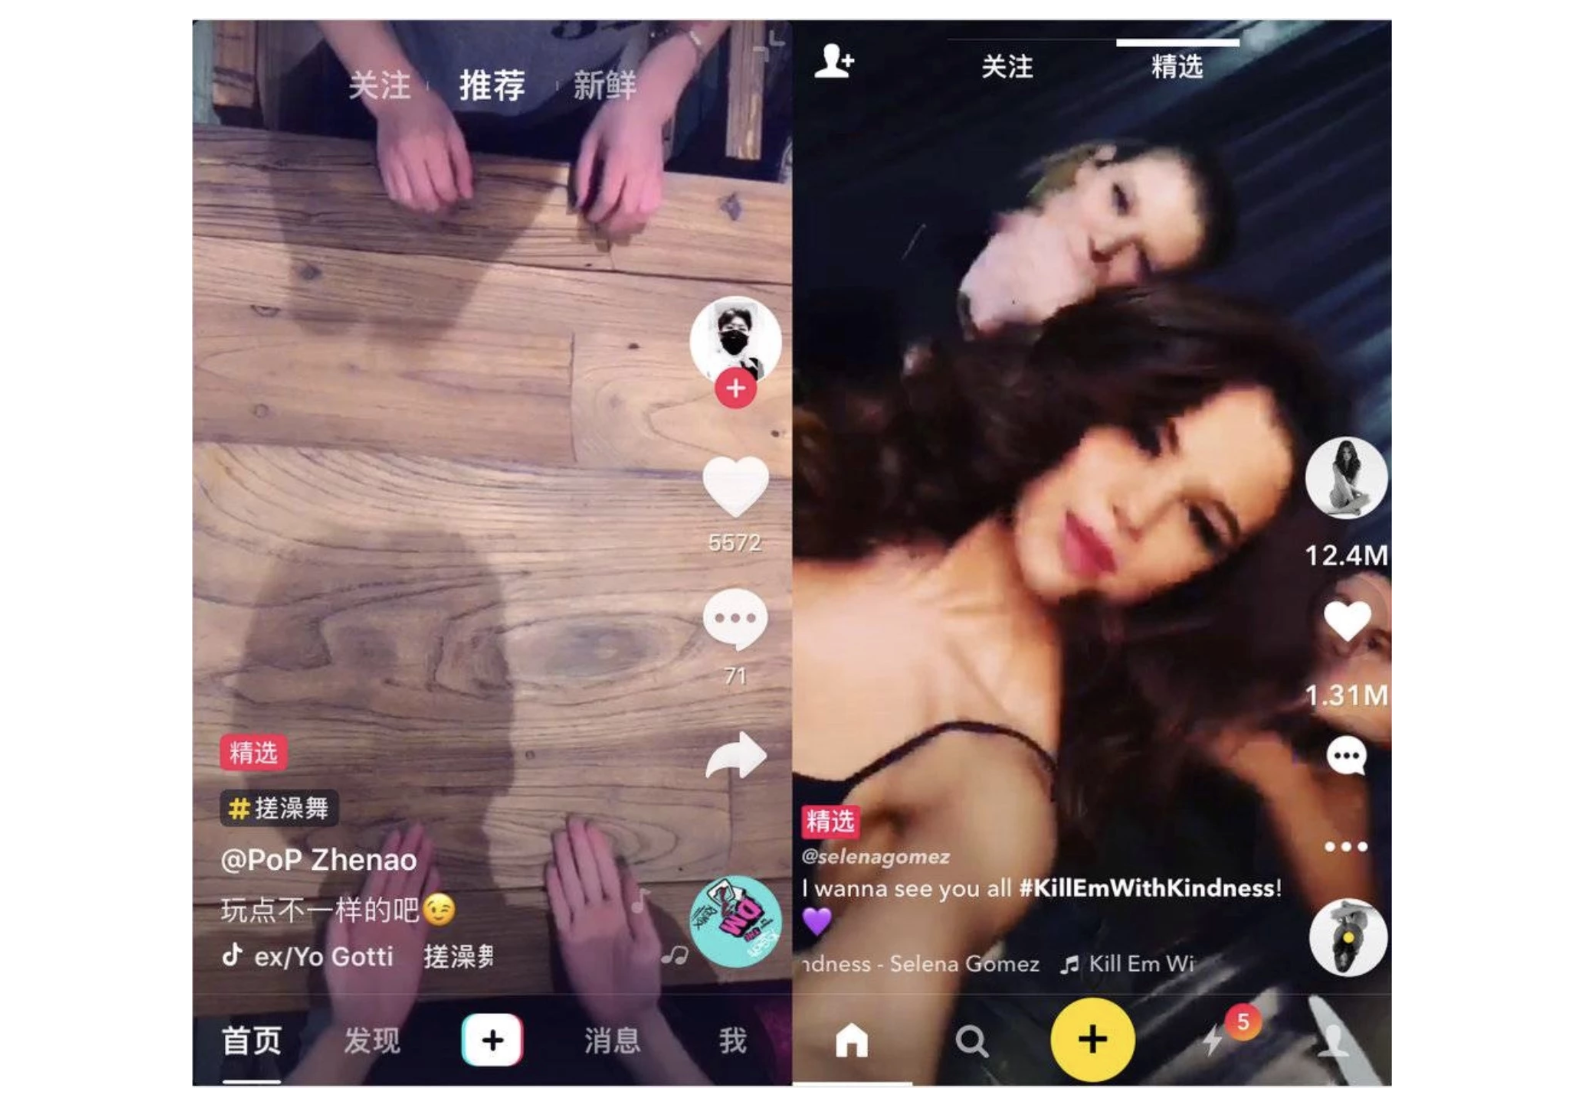 关注
推荐
新鲜
5572
71
精选
#搓澡舞
@PoP Zhenao
玩点不一样的吧😉
ex/Yo Gotti 搓澡舞
首页
发现
消息
我
关注
精选
12.4M
1.31M
精选
@selenagomez
I wanna see you all #KillEmWithKindness!
💜
ndness - Selena Gomez Kill Em Wi
5